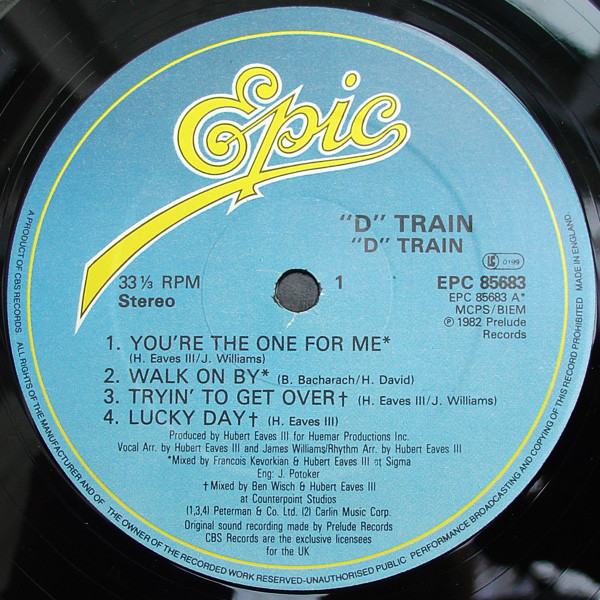 Epic
"D" TRAIN
"D" TRAIN
33 ⅓ RPM
Stereo
1
EPC 85683
LC 0199
EPC 85683 A*
MCPS/BIEM
℗ 1982 Prelude
Records
1. YOU'RE THE ONE FOR ME*
(H. Eaves III/J. Williams)
2. WALK ON BY* (B. Bacharach/H. David)
3. TRYIN' TO GET OVER† (H. Eaves III/J. Williams)
4. LUCKY DAY† (H. Eaves III)
Produced by Hubert Eaves III for Huemar Productions Inc.
Vocal Arr. by Hubert Eaves III and James Williams/Rhythm Arr. by Hubert Eaves III
*Mixed by Francois Kevorkian & Hubert Eaves III at Sigma
Eng: J. Potoker
†Mixed by Ben Wisch & Hubert Eaves III
at Counterpoint Studios
(1,3,4) Peterman & Co. Ltd. (2) Carlin Music Corp.
Original sound recording made by Prelude Records
CBS Records are the exclusive licensees
for the UK
A PRODUCT OF CBS RECORDS ALL RIGHTS OF THE MANUFACTURER AND OF THE OWNER OF THE RECORDED WORK RESERVED-UNAUTHORISED PUBLIC PERFORMANCE BROADCASTING AND COPYING OF THIS RECORD PROHIBITED MADE IN ENGLAND.